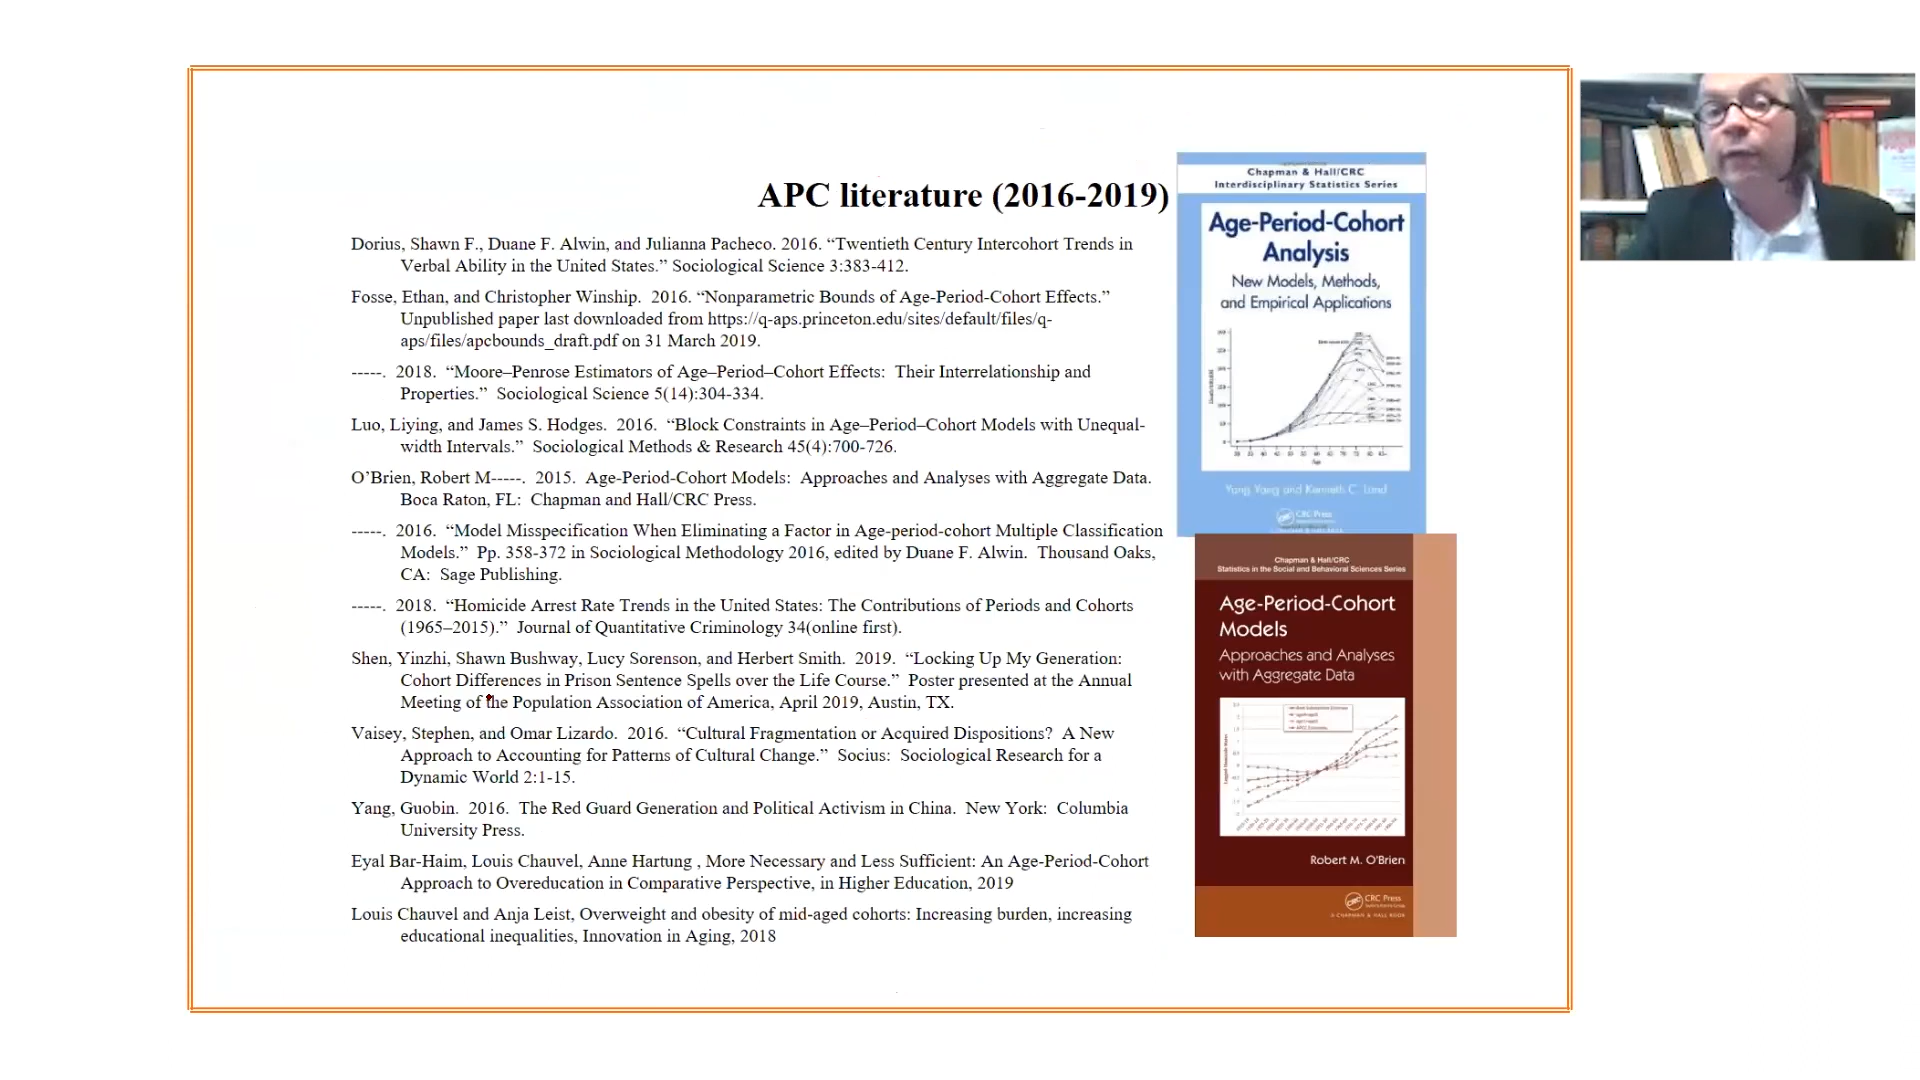 APC literature (2016-2019)
Dorius, Shawn F., Duane F. Alwin, and Julianna Pacheco. 2016. “Twentieth Century Intercohort Trends in
Verbal Ability in the United States.” Sociological Science 3:383-412.
Fosse, Ethan, and Christopher Winship. 2016. “Nonparametric Bounds of Age-Period-Cohort Effects.”
Unpublished paper last downloaded from https://q-aps.princeton.edu/sites/default/files/q-
aps/files/apcbounds_draft.pdf on 31 March 2019.
-----. 2018. “Moore–Penrose Estimators of Age–Period–Cohort Effects: Their Interrelationship and
Properties.” Sociological Science 5(14):304-334.
Luo, Liying, and James S. Hodges. 2016. “Block Constraints in Age–Period–Cohort Models with Unequal-
width Intervals.” Sociological Methods & Research 45(4):700-726.
O’Brien, Robert M-----. 2015. Age-Period-Cohort Models: Approaches and Analyses with Aggregate Data.
Boca Raton, FL: Chapman and Hall/CRC Press.
-----. 2016. “Model Misspecification When Eliminating a Factor in Age-period-cohort Multiple Classification
Models.” Pp. 358-372 in Sociological Methodology 2016, edited by Duane F. Alwin. Thousand Oaks,
CA: Sage Publishing.
-----. 2018. “Homicide Arrest Rate Trends in the United States: The Contributions of Periods and Cohorts
(1965–2015).” Journal of Quantitative Criminology 34(online first).
Shen, Yinzhi, Shawn Bushway, Lucy Sorenson, and Herbert Smith. 2019. “Locking Up My Generation:
Cohort Differences in Prison Sentence Spells over the Life Course.” Poster presented at the Annual
Meeting of the Population Association of America, April 2019, Austin, TX.
Vaisey, Stephen, and Omar Lizardo. 2016. “Cultural Fragmentation or Acquired Dispositions? A New
Approach to Accounting for Patterns of Cultural Change.” Socius: Sociological Research for a
Dynamic World 2:1-15.
Yang, Guobin. 2016. The Red Guard Generation and Political Activism in China. New York: Columbia
University Press.
Eyal Bar-Haim, Louis Chauvel, Anne Hartung , More Necessary and Less Sufficient: An Age-Period-Cohort
Approach to Overeducation in Comparative Perspective, in Higher Education, 2019
Louis Chauvel and Anja Leist, Overweight and obesity of mid-aged cohorts: Increasing burden, increasing
educational inequalities, Innovation in Aging, 2018
Chapman & Hall/CRC
Interdisciplinary Statistics Series
Age-Period-Cohort
Analysis
New Models, Methods,
and Empirical Applications
Age
Yang Yang and Kenneth C. Land
CRC Press
Chapman & Hall/CRC
Statistics in the Social and Behavioral Sciences Series
Age-Period-Cohort
Models
Approaches and Analyses
with Aggregate Data
Robert M. O’Brien
CRC Press
A CHAPMAN & HALL BOOK